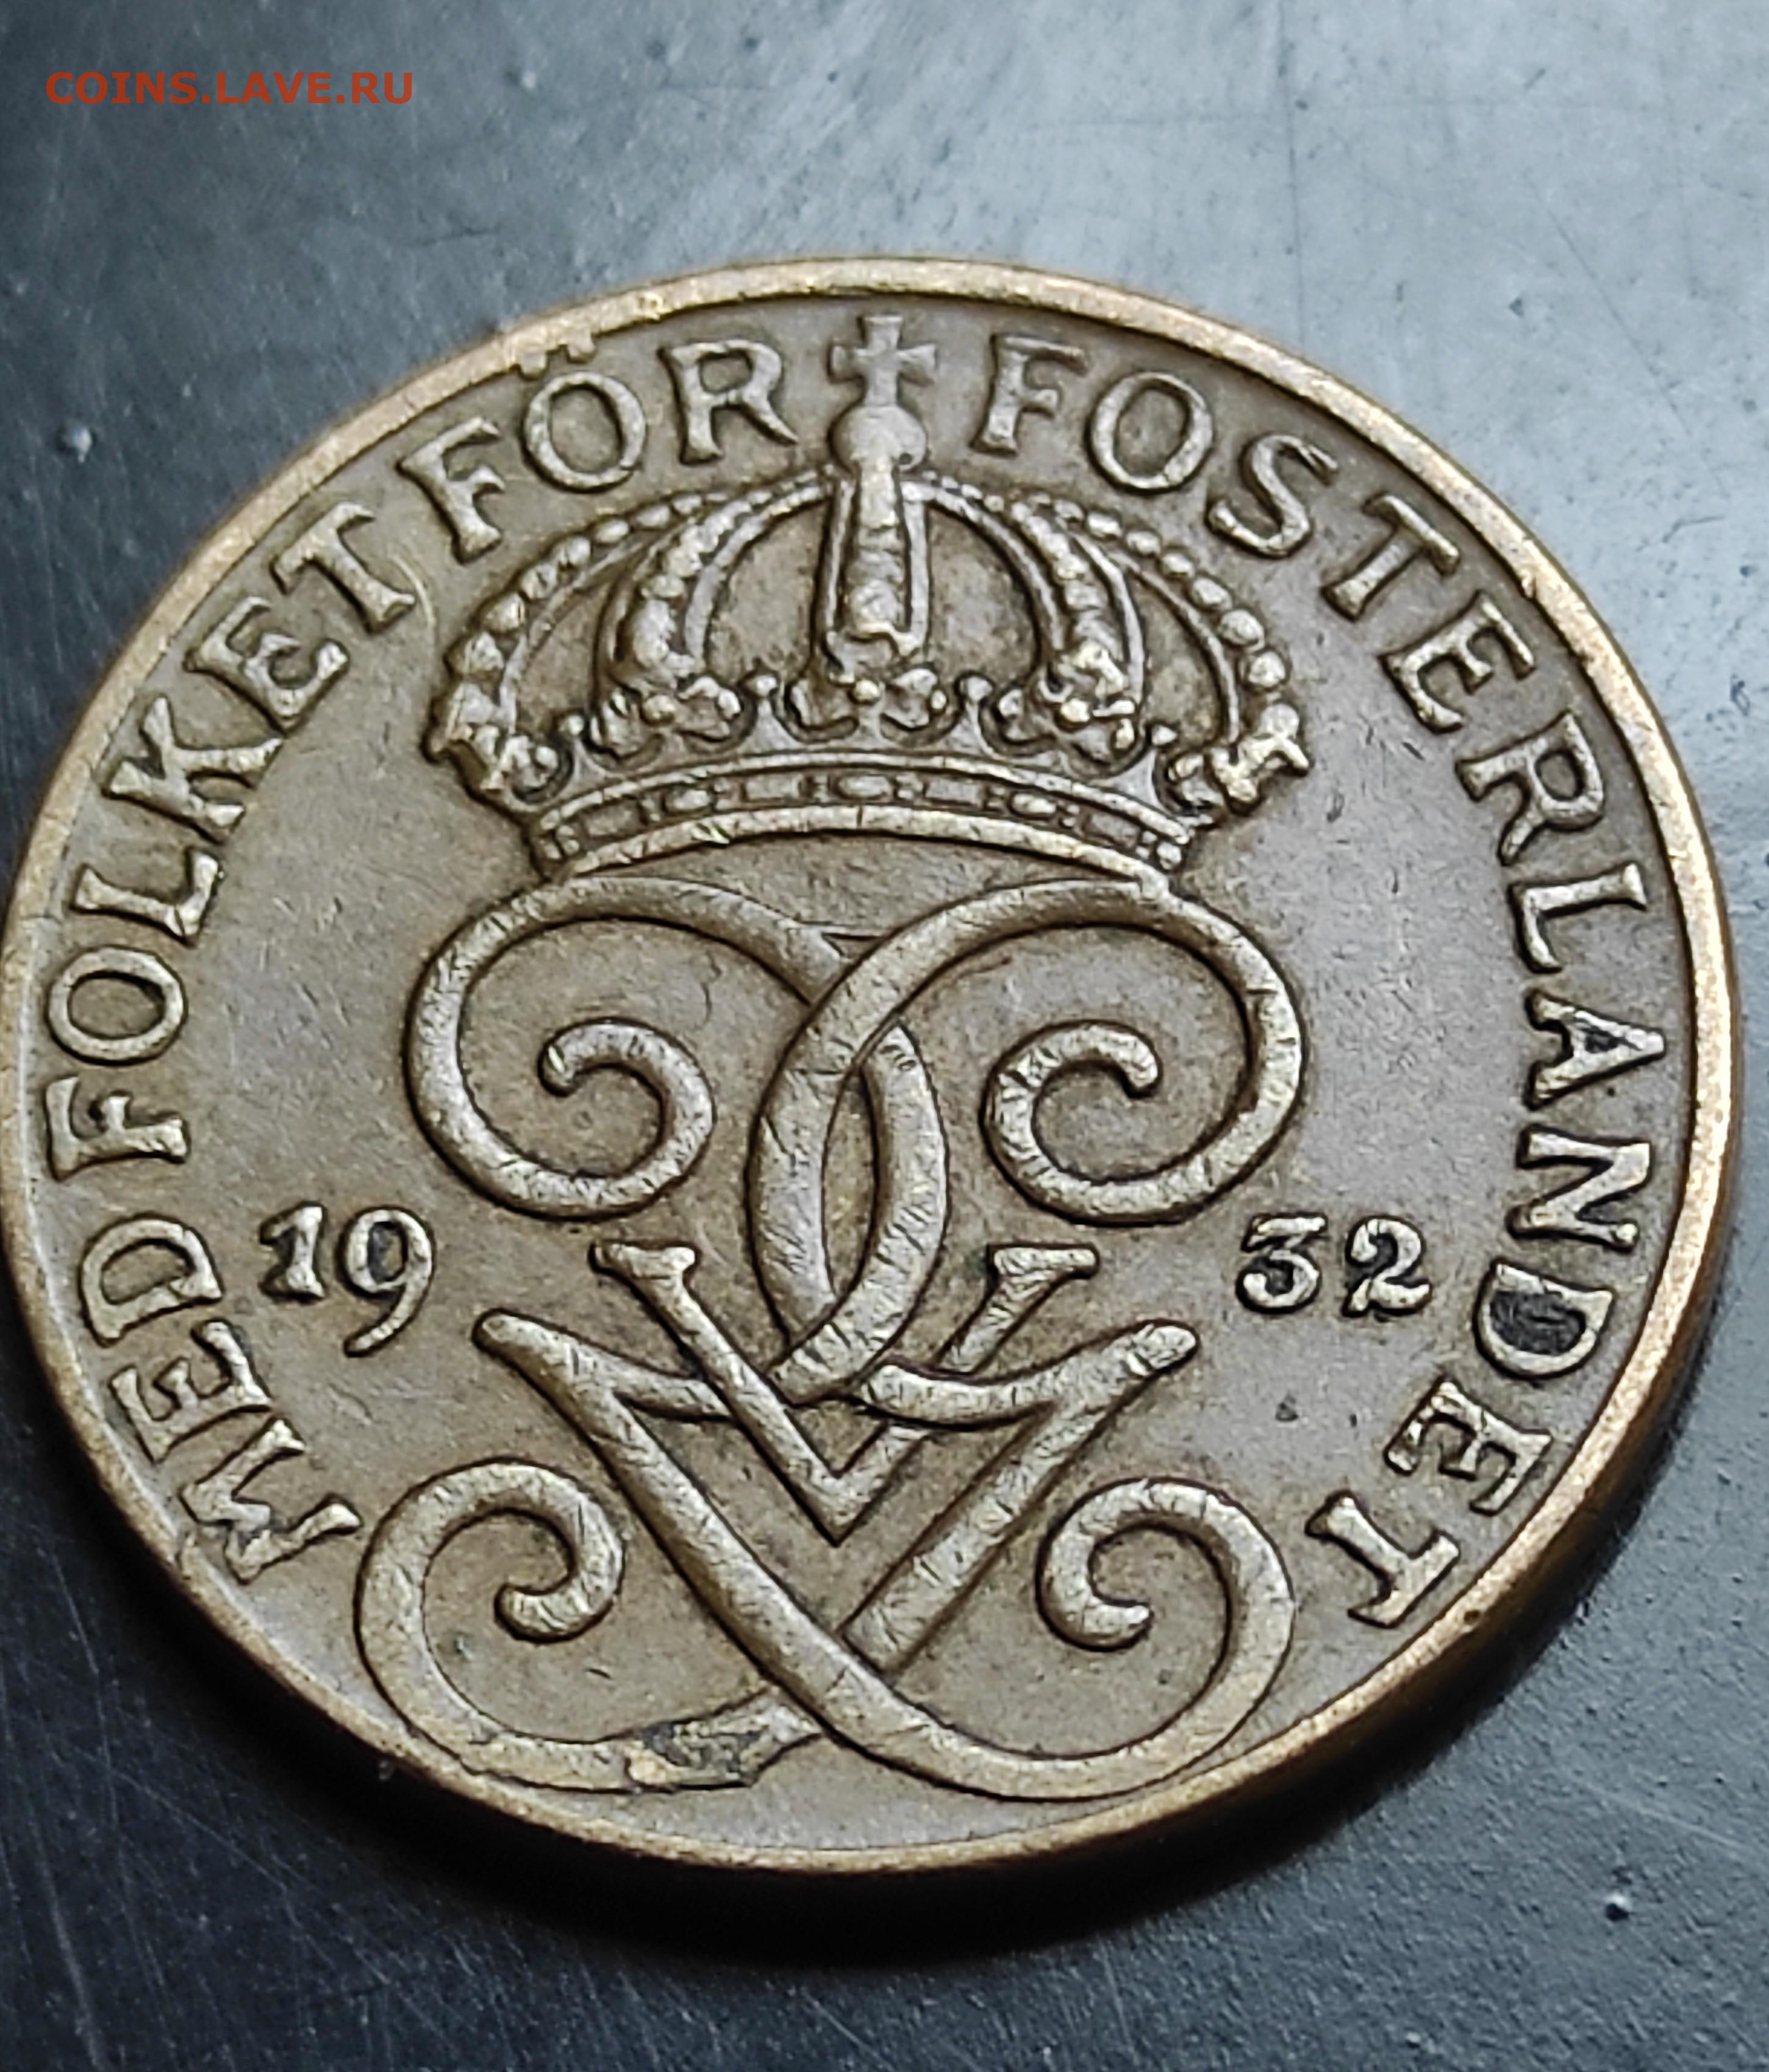 COINS.LAVE.RU
MED FOLKET FÖR FOSTERLANDET
19 32